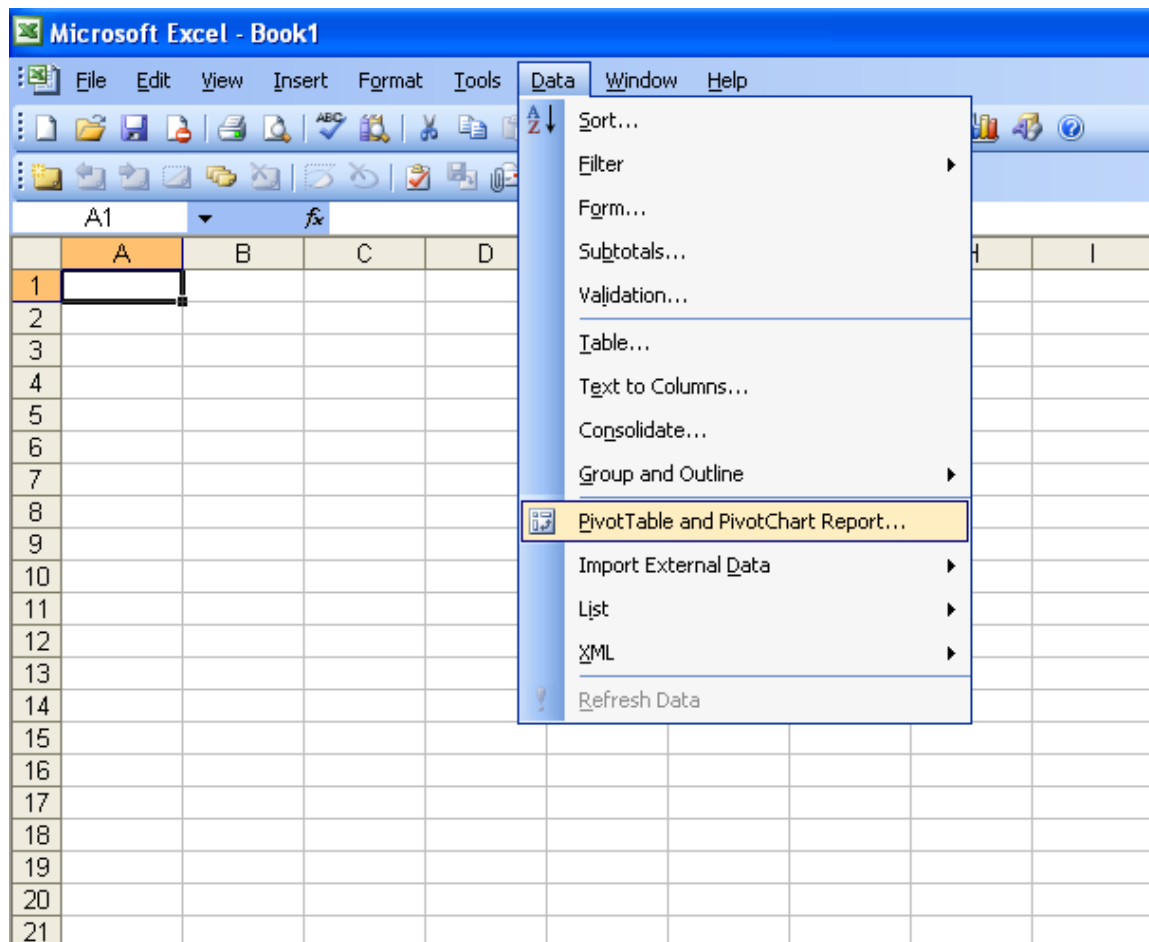 Microsoft Excel - Book1
File Edit View Insert Format Tools Data Window Help
ABC
A1 fx
A B C D H I
Sort...
Filter
Form...
Subtotals...
Validation...
Table...
Text to Columns...
Consolidate...
Group and Outline
PivotTable and PivotChart Report...
Import External Data
List
XML
Refresh Data
1
2
3
4
5
6
7
8
9
10
11
12
13
14
15
16
17
18
19
20
21